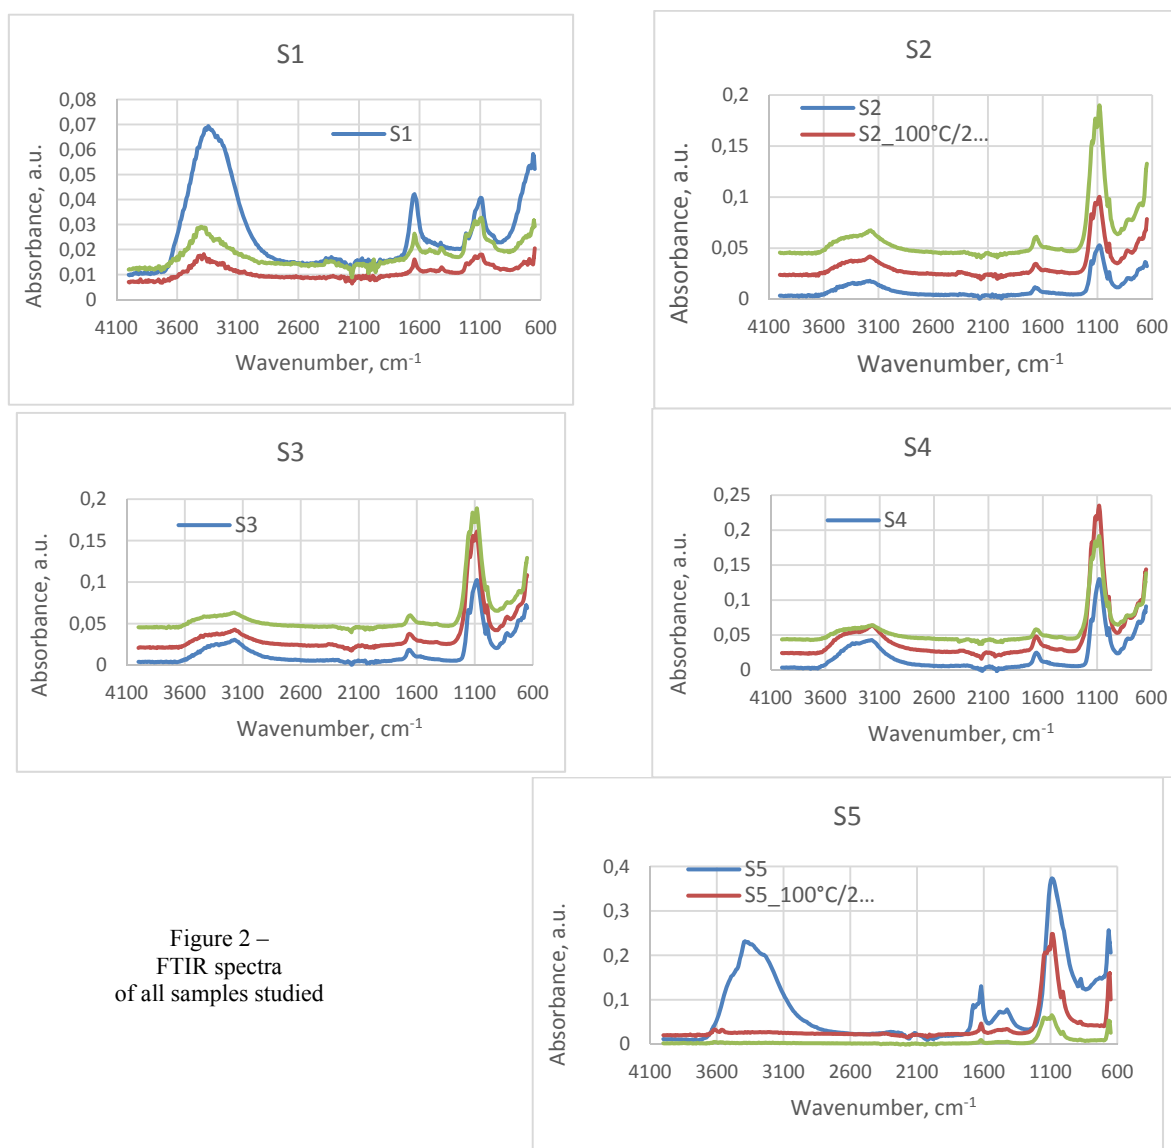 S1
0,08
0,07
0,06
0,05
0,04
0,03
0,02
0,01
0
S1
4100 3600 3100 2600 2100 1600 1100 600
Absorbance, a.u.
Wavenumber, cm-1
S2
0,2
0,15
0,1
0,05
0
S2
S2_100°C/2...
4100 3600 3100 2600 2100 1600 1100 600
Absorbance, a.u.
Wavenumber, cm-1
S3
0,2
0,15
0,1
0,05
0
S3
4100 3600 3100 2600 2100 1600 1100 600
Absorbance, a.u.
Wavenumber, cm-1
S4
0,25
0,2
0,15
0,1
0,05
0
S4
4100 3600 3100 2600 2100 1600 1100 600
Absorbance, a.u.
Wavenumber, cm-1
Figure 2 –
FTIR spectra
of all samples studied
S5
0,4
0,3
0,2
0,1
0
S5
S5_100°C/2...
4100 3600 3100 2600 2100 1600 1100 600
Absorbance, a.u.
Wavenumber, cm-1